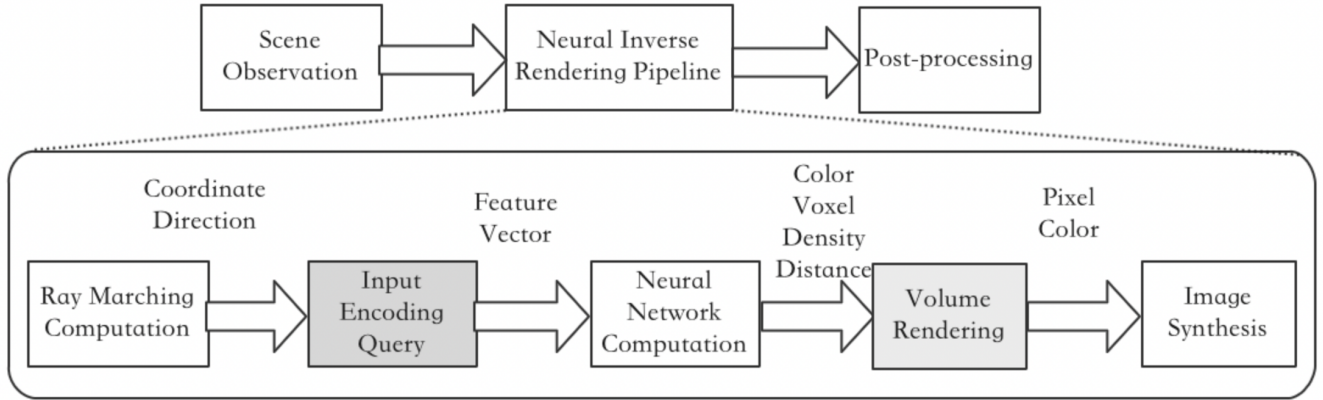 Scene
Observation
Neural Inverse
Rendering Pipeline
Post-processing
Coordinate
Direction
Feature
Vector
Color
Voxel
Density
Distance
Pixel
Color
Ray Marching
Computation
Input
Encoding
Query
Neural
Network
Computation
Volume
Rendering
Image
Synthesis